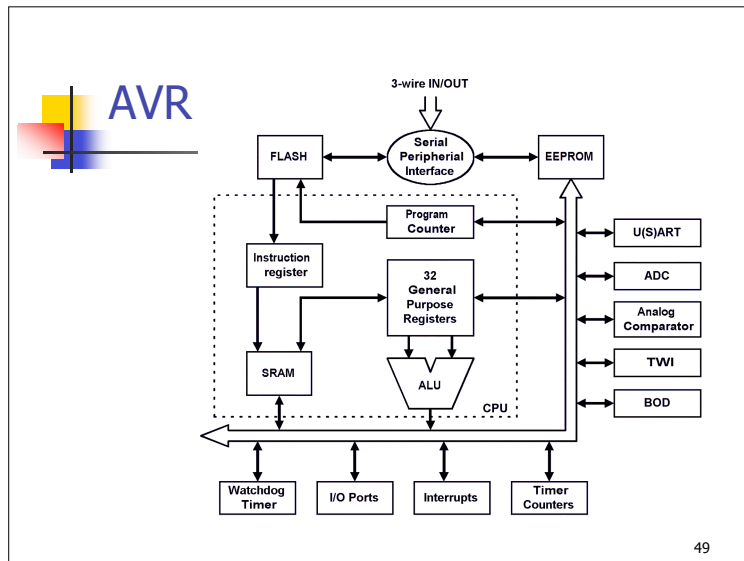 AVR
3-wire IN/OUT
FLASH
Serial
Peripherial
Interface
EEPROM
Program
Counter
U(S)ART
Instruction
register
32
General
Purpose
Registers
ADC
Analog
Comparator
SRAM
ALU
TWI
CPU
BOD
Watchdog
Timer
I/O Ports
Interrupts
Timer
Counters
49